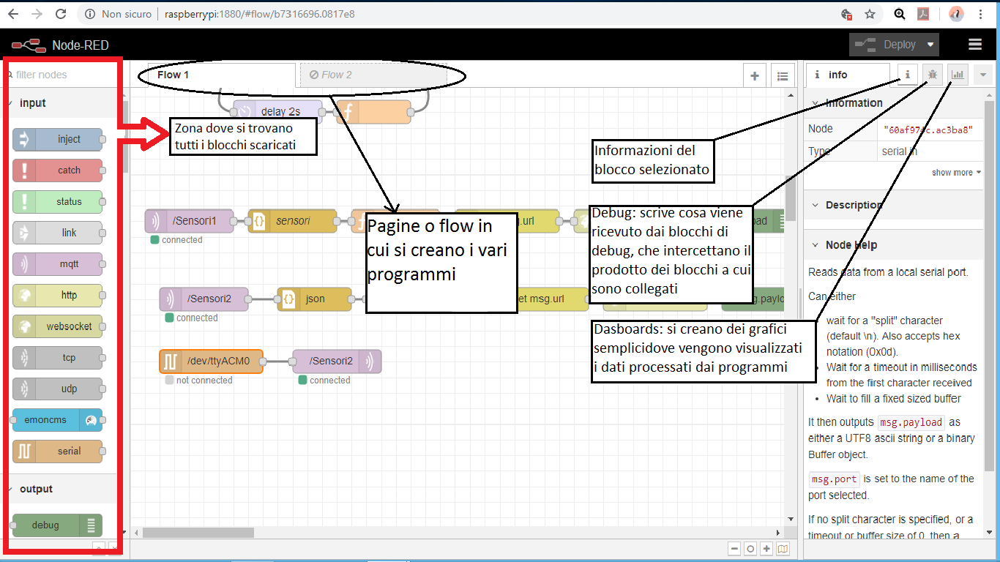 Non sicuro
raspberrypi:1880/#flow/b7316696.0817e8
Node-RED
Deploy
filter nodes
input
inject
catch
status
link
mqtt
http
websocket
tcp
udp
emoncms
serial
output
debug
Flow 1
Flow 2
delay 2s
Zona dove si trovano
tutti i blocchi scaricati
/Sensori1
connected
sensori
.url
Pagine o flow in
cui si creano i vari
programmi
/Sensori2
connected
json
et msg.url
/dev/ttyACM0
not connected
/Sensori2
connected
Informazioni del
blocco selezionato
Debug: scrive cosa viene
ricevuto dai blocchi di
debug, che intercettano il
prodotto dei blocchi a cui
sono collegati
Dasboards: si creano dei grafici
semplicidove vengono visualizzati
i dati processati dai programmi
info
Information
Node
Type
serial in
show more
Description
Node Help
Reads data from a local serial port.
Can either
wait for a "split" character
(default \n). Also accepts hex
notation (0x0d).
Wait for a timeout in milliseconds
from the first character received
Wait to fill a fixed sized buffer
It then outputs msg.payload as
either a UTF8 ascii string or a binary
Buffer object.
msg.port is set to the name of the
port selected.
If no split character is specified, or a
timeout or buffer size of 0, then a